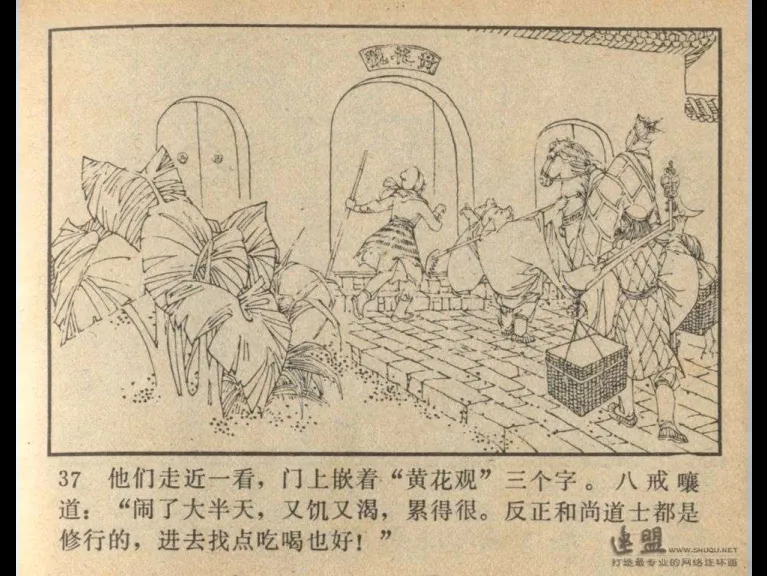 观花黄
37 他们走近一看，门上嵌着“黄花观”三个字。八戒嚷
道：“闹了大半天，又饥又渴，累得很。反正和尚道士都是
修行的，进去找点吃喝也好！”
连盟 WWW.SHUQU.NET
打造最专业的网络连环画